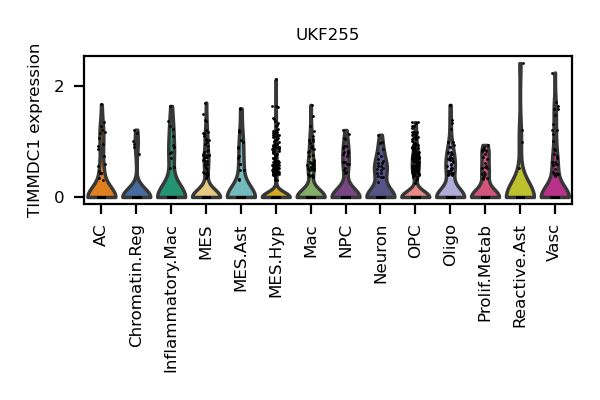 UKF255
TIMMDC1 expression
2
0
AC
Chromatin.Reg
Inflammatory.Mac
MES
MES.Ast
MES.Hyp
Mac
NPC
Neuron
OPC
Oligo
Prolif.Metab
Reactive.Ast
Vasc